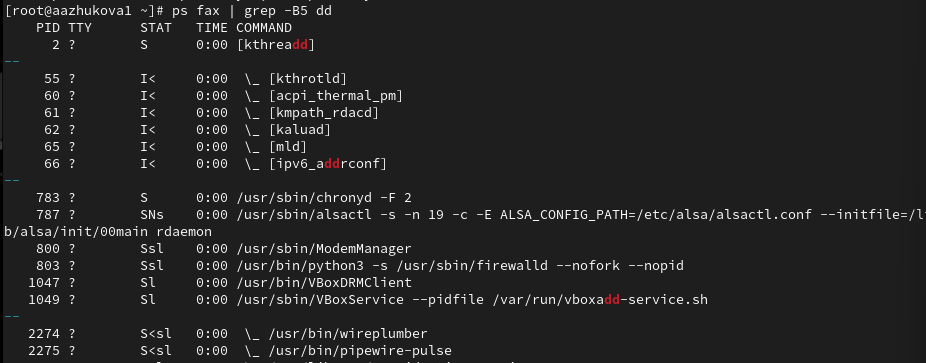 [root@aazhukova1 ~]# ps fax | grep -B5 dd
PID TTY STAT TIME COMMAND
2 ? S 0:00 [kthreadd]
--
55 ? I< 0:00 \_ [kthrotld]
60 ? I< 0:00 \_ [acpi_thermal_pm]
61 ? I< 0:00 \_ [kmpath_rdacd]
62 ? I< 0:00 \_ [kaluad]
65 ? I< 0:00 \_ [mld]
66 ? I< 0:00 \_ [ipv6_addrconf]
--
783 ? S 0:00 /usr/sbin/chronyd -F 2
787 ? SNs 0:00 /usr/sbin/alsactl -s -n 19 -c -E ALSA_CONFIG_PATH=/etc/alsa/alsactl.conf --initfile=/li
b/alsa/init/00main rdaemon
800 ? Ssl 0:00 /usr/sbin/ModemManager
803 ? Ssl 0:00 /usr/bin/python3 -s /usr/sbin/firewalld --nofork --nopid
1047 ? Sl 0:00 /usr/bin/VBoxDRMClient
1049 ? Sl 0:00 /usr/sbin/VBoxService --pidfile /var/run/vboxadd-service.sh
--
2274 ? S<sl 0:00 \_ /usr/bin/wireplumber
2275 ? S<sl 0:00 \_ /usr/bin/pipewire-pulse